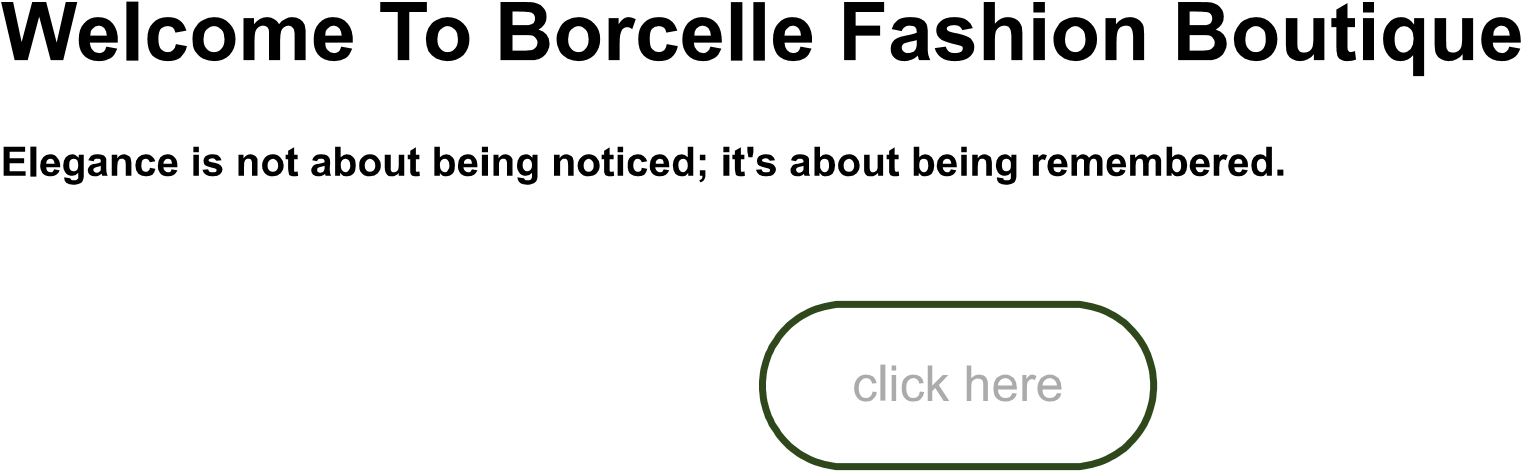 Welcome To Borcelle Fashion Boutique
Elegance is not about being noticed; it's about being remembered.
click here